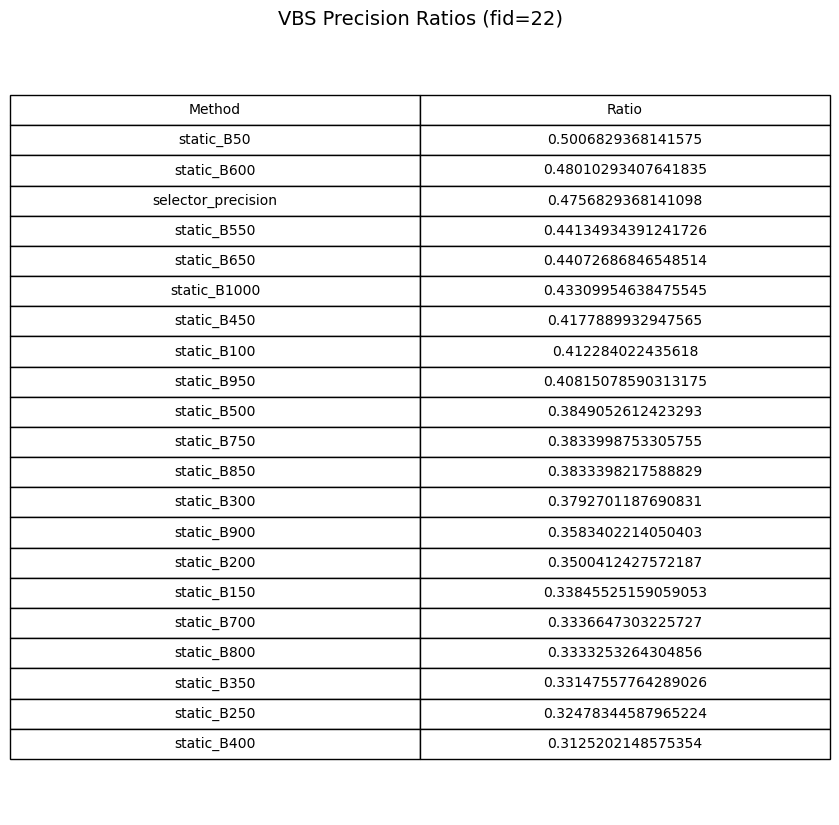 VBS Precision Ratios (fid=22)
Method Ratio
static_B50 0.5006829368141575
static_B600 0.48010293407641835
selector_precision 0.4756829368141098
static_B550 0.44134934391241726
static_B650 0.44072686846548514
static_B1000 0.43309954638475545
static_B450 0.4177889932947565
static_B100 0.412284022435618
static_B950 0.40815078590313175
static_B500 0.3849052612423293
static_B750 0.3833998753305755
static_B850 0.3833398217588829
static_B300 0.3792701187690831
static_B900 0.3583402214050403
static_B200 0.3500412427572187
static_B150 0.33845525159059053
static_B700 0.3336647303225727
static_B800 0.3333253264304856
static_B350 0.33147557764289026
static_B250 0.32478344587965224
static_B400 0.3125202148575354